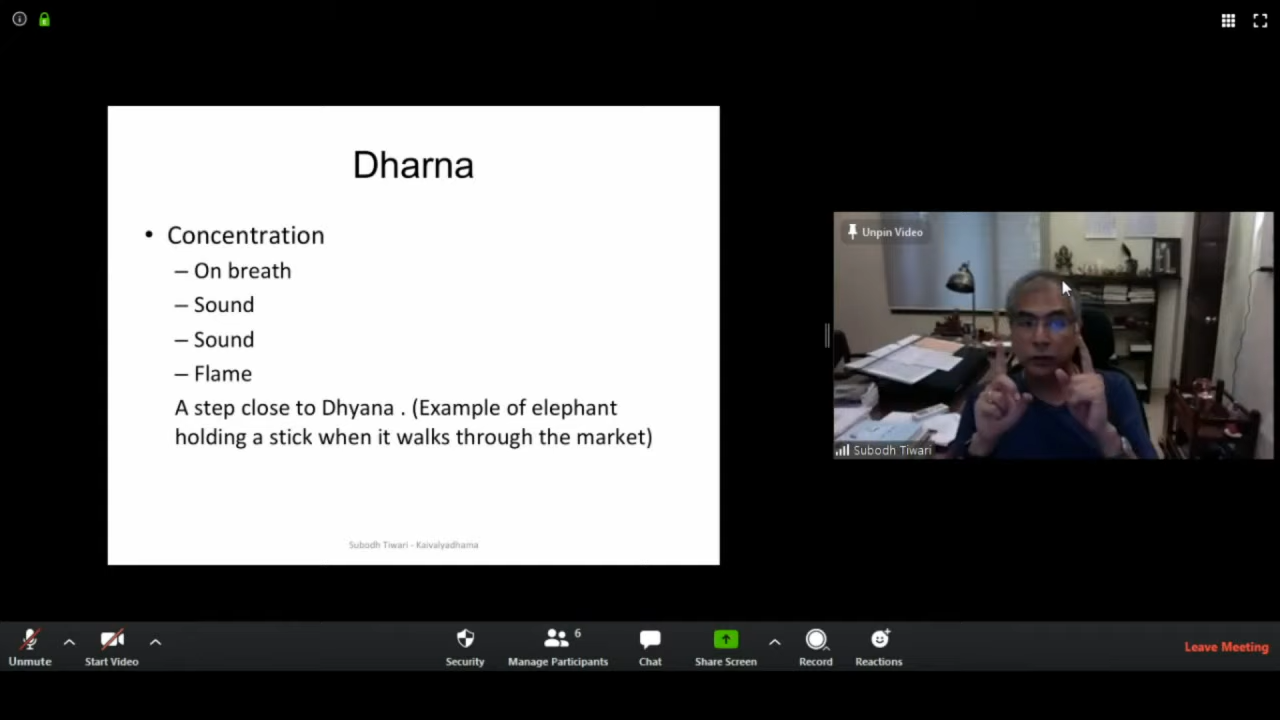 Dharna
• Concentration
– On breath
– Sound
– Sound
– Flame
A step close to Dhyana . (Example of elephant
holding a stick when it walks through the market)
Subodh Tiwari - Kaivalyadhama
Unpin Video
Subodh Tiwari
6
Unmute
Start Video
Security
Manage Participants
Chat
Share Screen
Record
Reactions
Leave Meeting